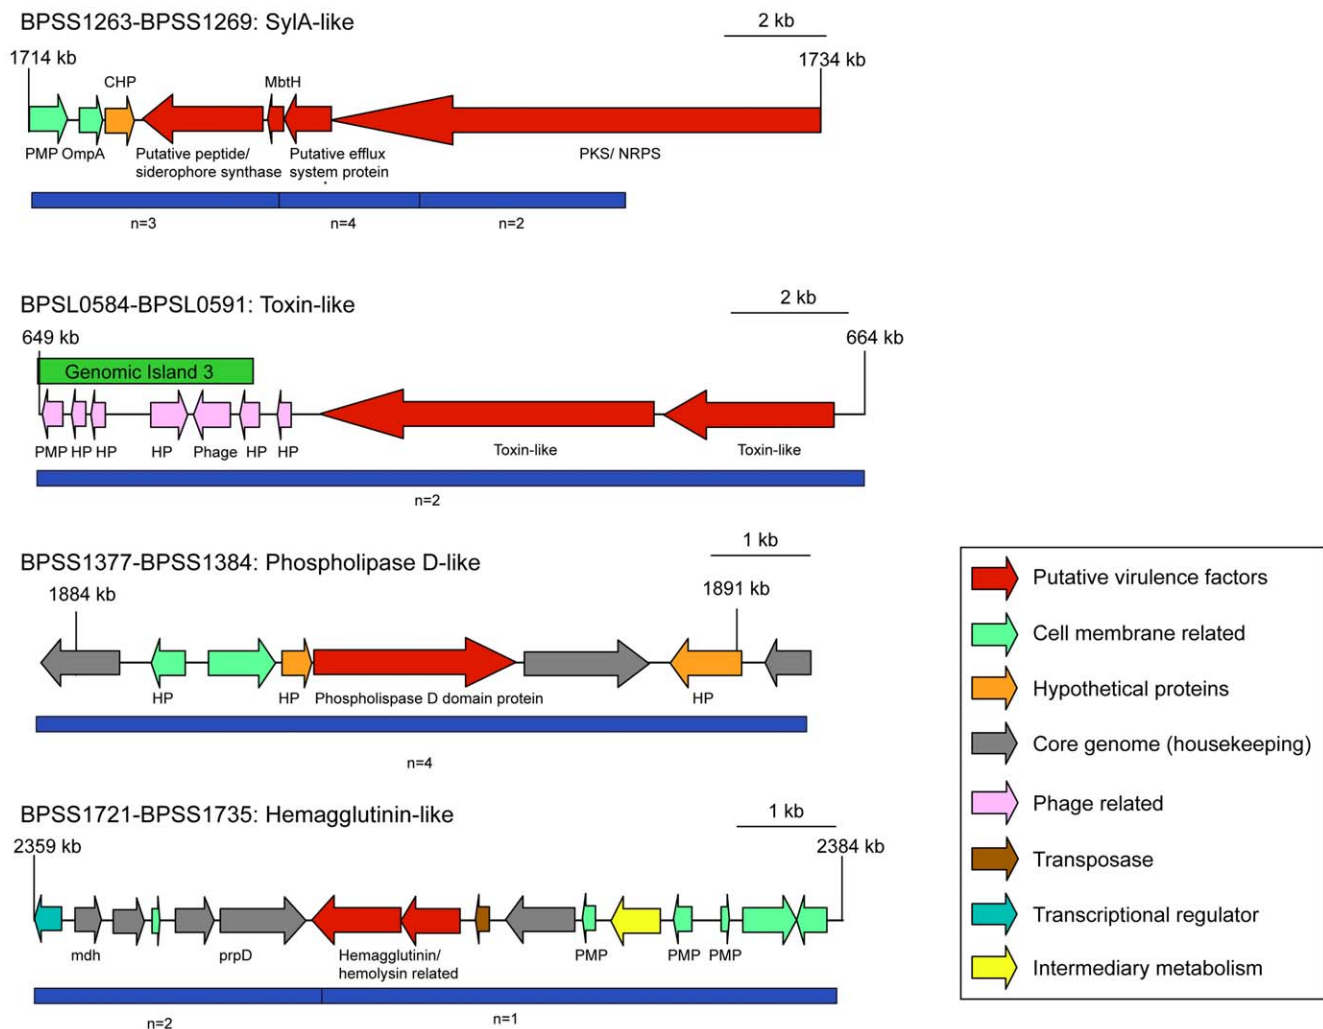 BPSS1263-BPSS1269: SylA-like
2 kb
1714 kb
1734 kb
CHP
MbtH
PMP OmpA
Putative peptide/
siderophore synthase
Putative efflux
system protein
PKS/ NRPS
n=3
n=4
n=2
BPSL0584-BPSL0591: Toxin-like
2 kb
649 kb
664 kb
Genomic Island 3
PMP HP HP HP Phage HP HP
Toxin-like
Toxin-like
n=2
BPSS1377-BPSS1384: Phospholipase D-like
1 kb
1884 kb
1891 kb
HP
HP
Phospholispase D domain protein
HP
n=4
BPSS1721-BPSS1735: Hemagglutinin-like
1 kb
2359 kb
2384 kb
mdh
prpD
Hemagglutinin/
hemolysin related
PMP
PMP
PMP
n=2
n=1
Putative virulence factors
Cell membrane related
Hypothetical proteins
Core genome (housekeeping)
Phage related
Transposase
Transcriptional regulator
Intermediary metabolism